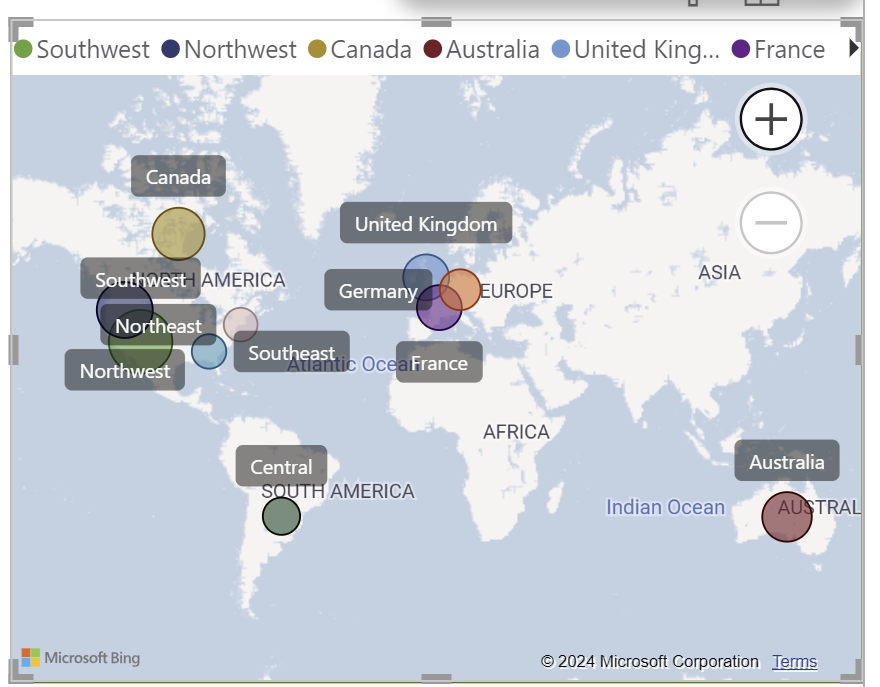 Southwest Northwest Canada Australia United King... France
Canada
United Kingdom
Southwest
NORTH AMERICA
Germany
EUROPE
ASIA
Northeast
Southeast
Northwest
Atlantic Ocean
France
AFRICA
Central
SOUTH AMERICA
Australia
Indian Ocean
AUSTRAL
Microsoft Bing
© 2024 Microsoft Corporation Terms